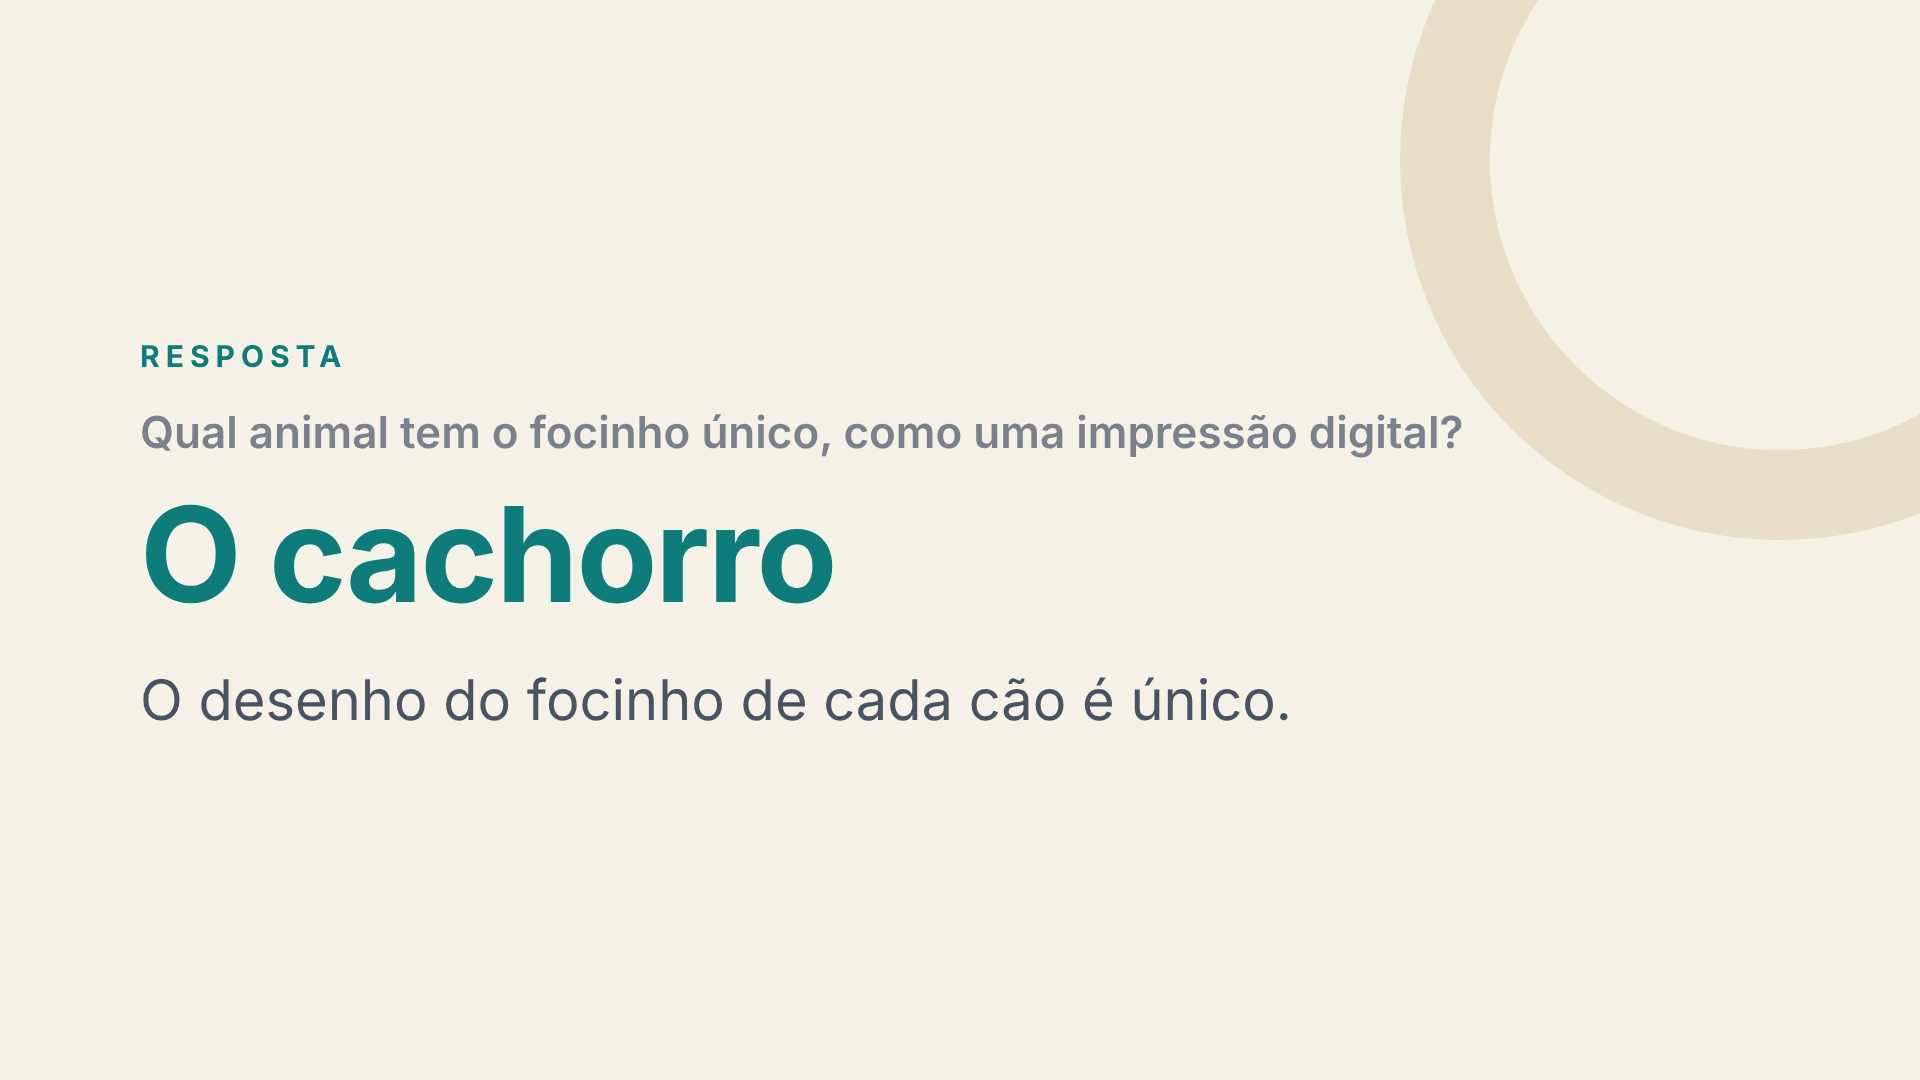 RESPOSTA
Qual animal tem o focinho único, como uma impressão digital?
O cachorro
O desenho do focinho de cada cão é único.